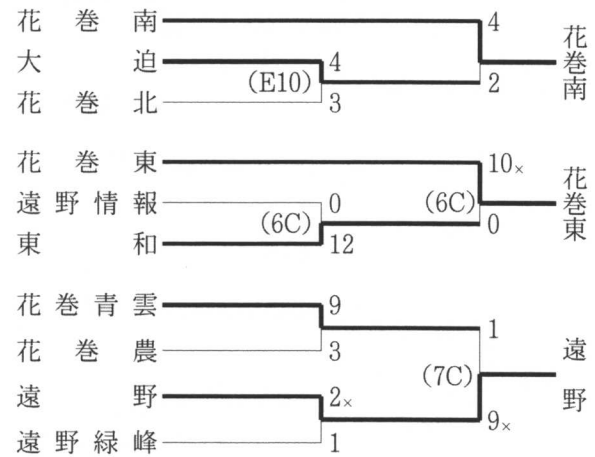 花巻南 4
大迫 4
(E10) 2
花巻北 3
花巻南
花巻東 10×
遠野情報 0
(6C) (6C) 0
東和 12
花巻東
花巻青雲 9
1
花巻農 3
(7C)
遠野 2×
9×
遠野緑峰 1
遠野